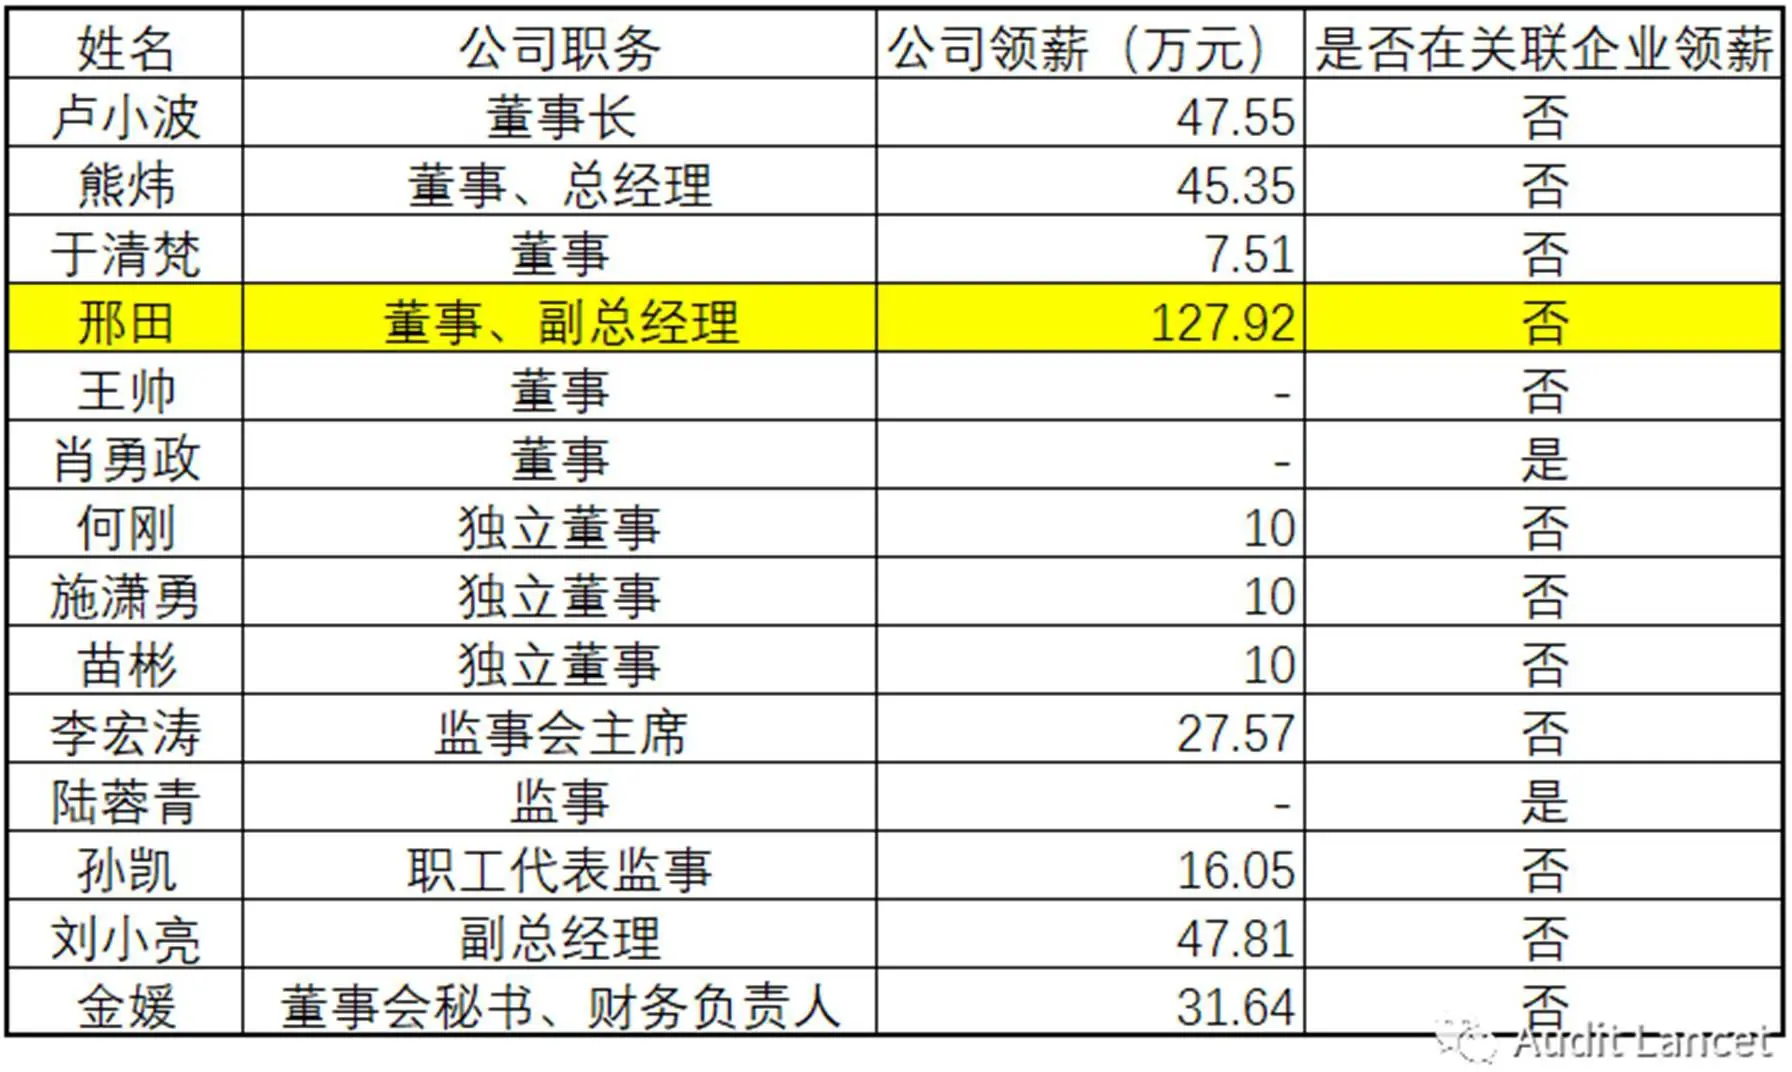 姓名 公司职务 公司领薪（万元） 是否在关联企业领薪
卢小波 董事长 47.55 否
熊炜 董事、总经理 45.35 否
于清梵 董事 7.51 否
邢田 董事、副总经理 127.92 否
王帅 董事 - 否
肖勇政 董事 - 是
何刚 独立董事 10 否
施潇勇 独立董事 10 否
苗彬 独立董事 10 否
李宏涛 监事会主席 27.57 否
陆蓉青 监事 - 是
孙凯 职工代表监事 16.05 否
刘小亮 副总经理 47.81 否
金媛 董事会秘书、财务负责人 31.64 否
Audit Lancet